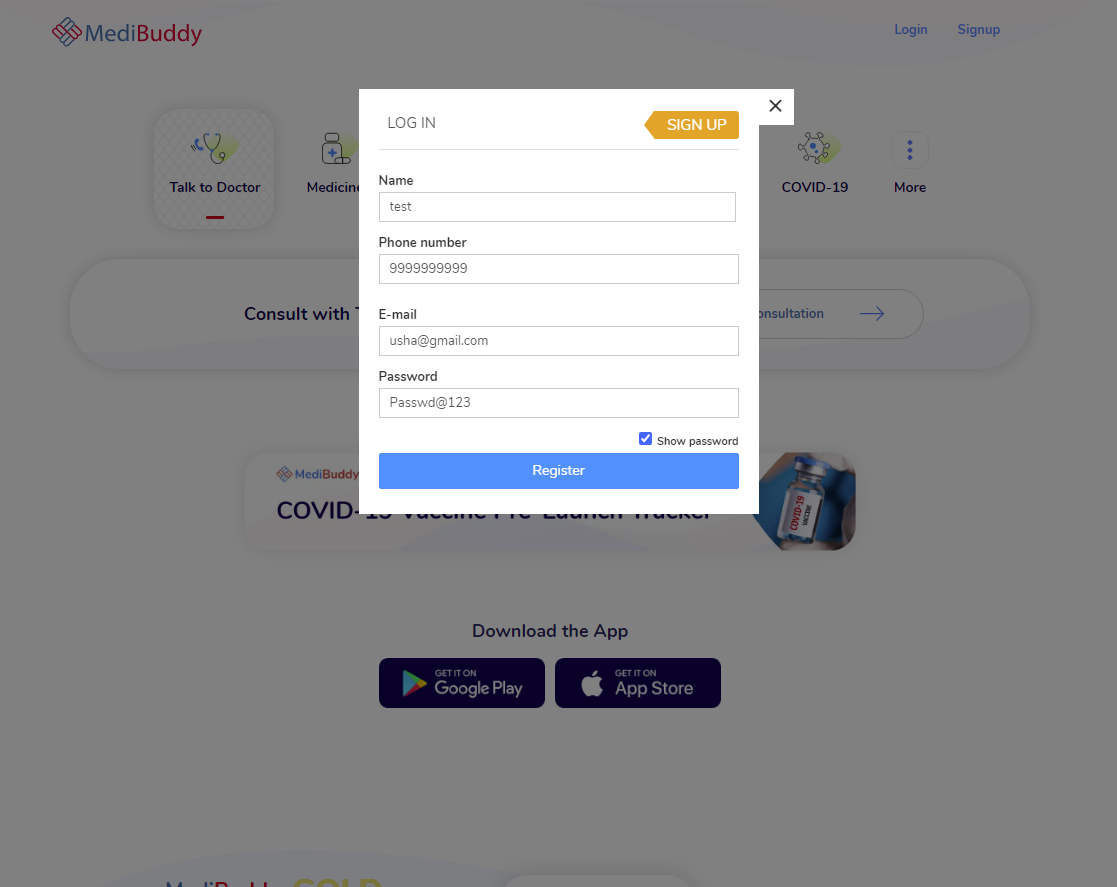 MediBuddy
Login
Signup
LOG IN
SIGN UP
Talk to Doctor
Medicine
COVID-19
More
Name
test
Phone number
9999999999
Consult with
onsultation
E-mail
usha@gmail.com
Password
Passwd@123
Show password
Register
MediBuddy
COVID-19 Vaccine Pre-Launch Tracker
COVID-19
VACCINE
Download the App
GET IT ON
Google Play
GET IT ON
App Store
MediBuddy GOLD